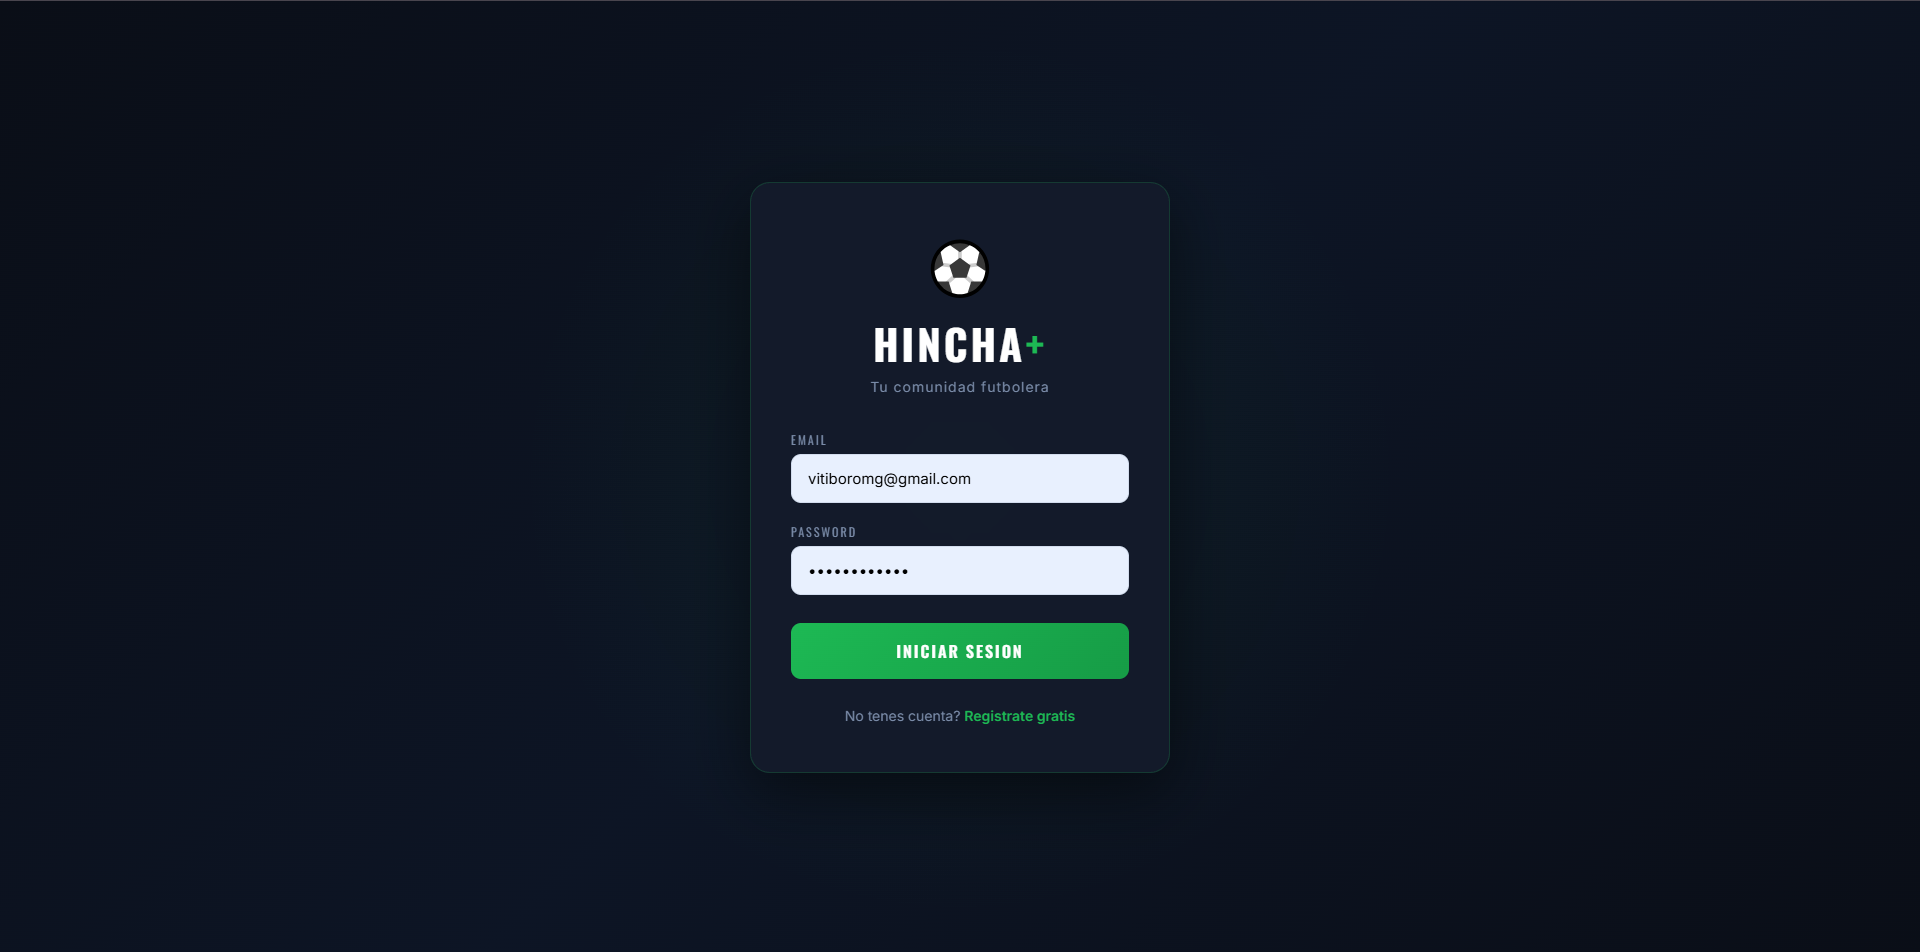 HINCHA+
Tu comunidad futbolera
EMAIL
vitiboromg@gmail.com
PASSWORD
••••••••••••
INICIAR SESION
No tenes cuenta? Registrate gratis